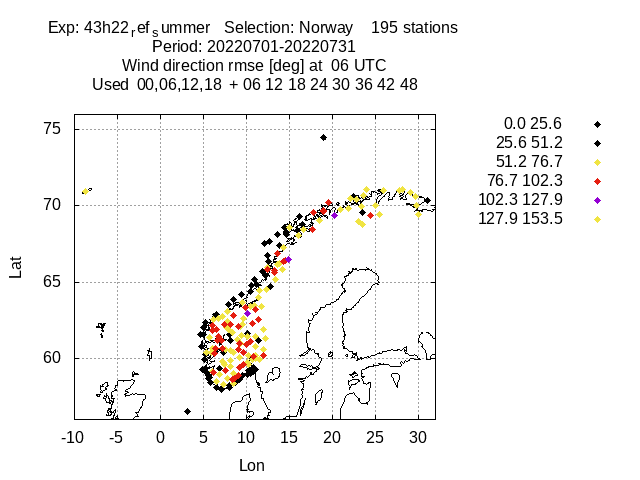 Exp: 43h22refsummer Selection: Norway 195 stations
Period: 20220701-20220731
Wind direction rmse [deg] at 06 UTC
Used 00,06,12,18 + 06 12 18 24 30 36 42 48
0.0 25.6
25.6 51.2
51.2 76.7
76.7 102.3
102.3 127.9
127.9 153.5
75
70
65
60
Lat
-10 -5 0 5 10 15 20 25 30
Lon